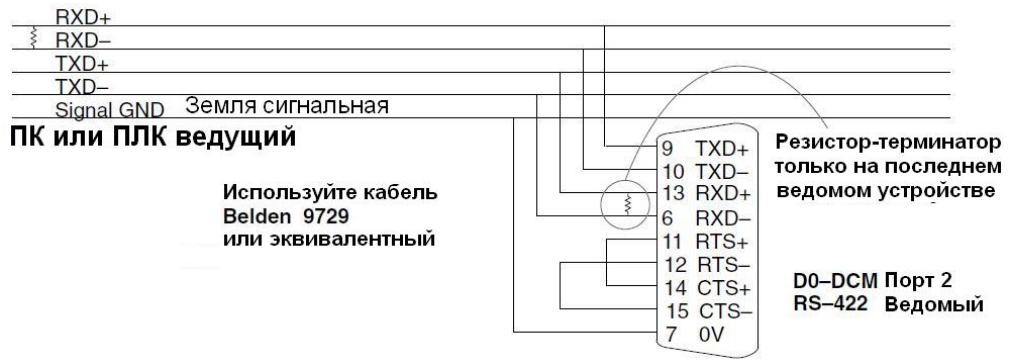 RXD+
RXD–
TXD+
TXD–
Signal GND Земля сигнальная
ПК или ПЛК ведущий
Используйте кабель
Belden 9729
или эквивалентный
9 TXD+
10 TXD–
13 RXD+
6 RXD–
11 RTS+
12 RTS–
14 CTS+
15 CTS–
7 0V
Резистор-терминатор
только на последнем
ведомом устройстве
D0–DCM Порт 2
RS–422 Ведомый